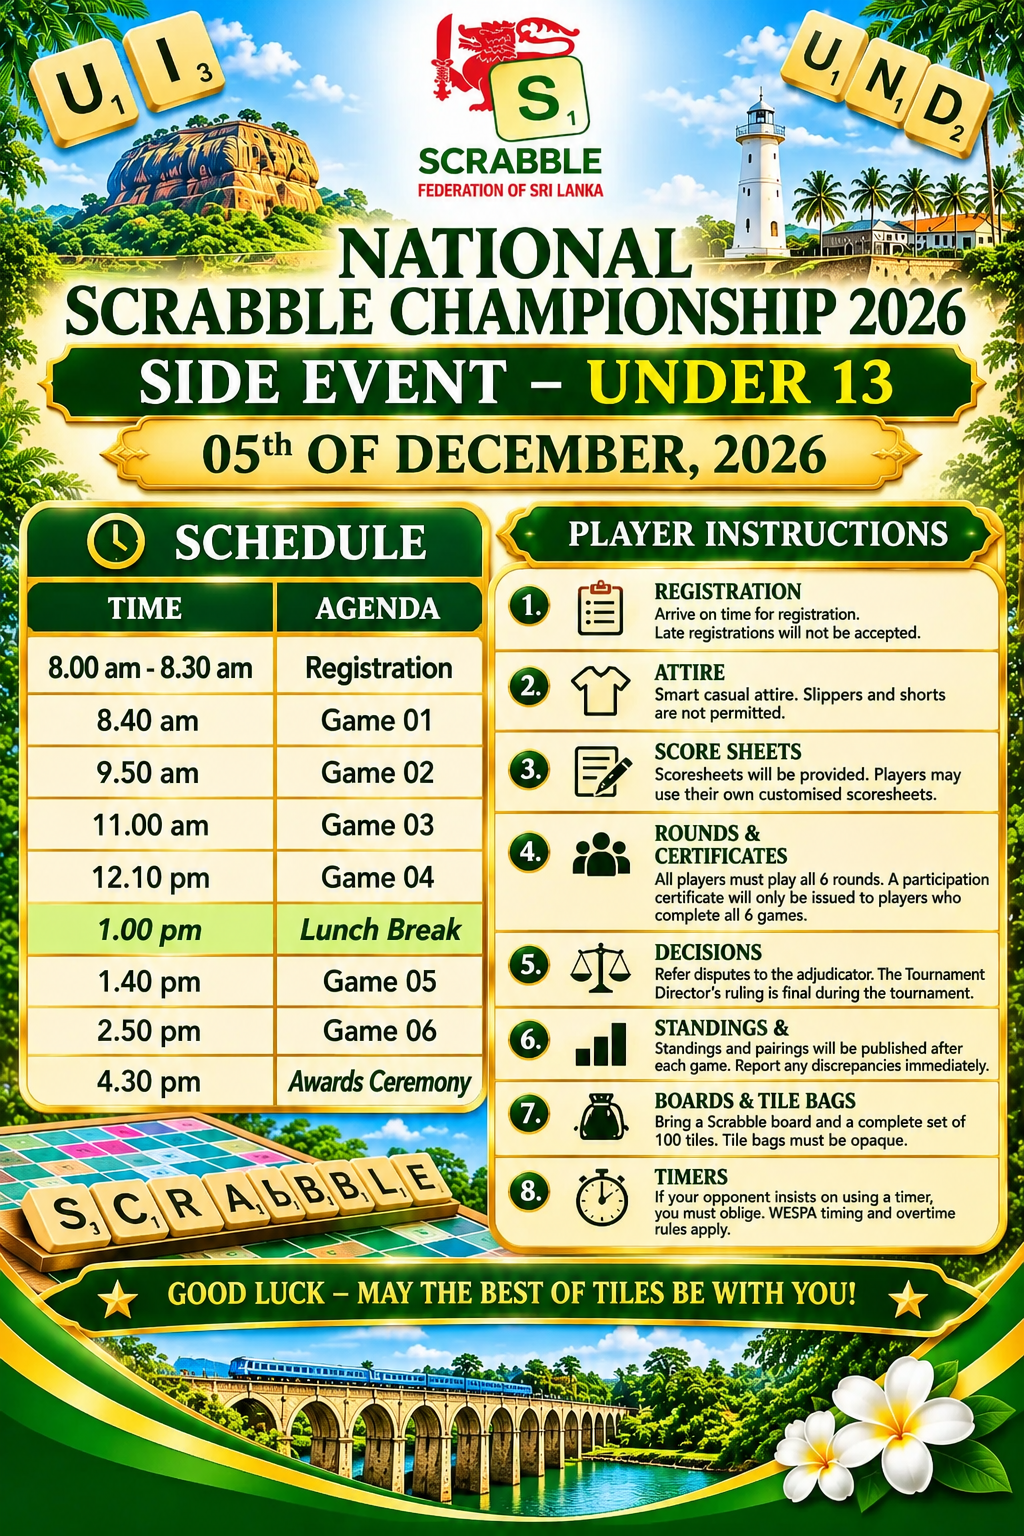 U1 I3
U1 N1 D2
S1
SCRABBLE
FEDERATION OF SRI LANKA
NATIONAL
SCRABBLE CHAMPIONSHIP 2026
SIDE EVENT – UNDER 13
05th OF DECEMBER, 2026
SCHEDULE
TIME AGENDA
8.00 am - 8.30 am Registration
8.40 am Game 01
9.50 am Game 02
11.00 am Game 03
12.10 pm Game 04
1.00 pm Lunch Break
1.40 pm Game 05
2.50 pm Game 06
4.30 pm Awards Ceremony
PLAYER INSTRUCTIONS
1. REGISTRATION
Arrive on time for registration.
Late registrations will not be accepted.
2. ATTIRE
Smart casual attire. Slippers and shorts
are not permitted.
3. SCORE SHEETS
Scoresheets will be provided. Players may
use their own customised scoresheets.
4. ROUNDS &
CERTIFICATES
All players must play all 6 rounds. A participation
certificate will only be issued to players who
complete all 6 games.
5. DECISIONS
Refer disputes to the adjudicator. The Tournament
Director's ruling is final during the tournament.
6. STANDINGS &
Standings and pairings will be published after
each game. Report any discrepancies immediately.
7. BOARDS & TILE BAGS
Bring a Scrabble board and a complete set of
100 tiles. Tile bags must be opaque.
8. TIMERS
If your opponent insists on using a timer,
you must oblige. WESPA timing and overtime
rules apply.
GOOD LUCK – MAY THE BEST OF TILES BE WITH YOU!